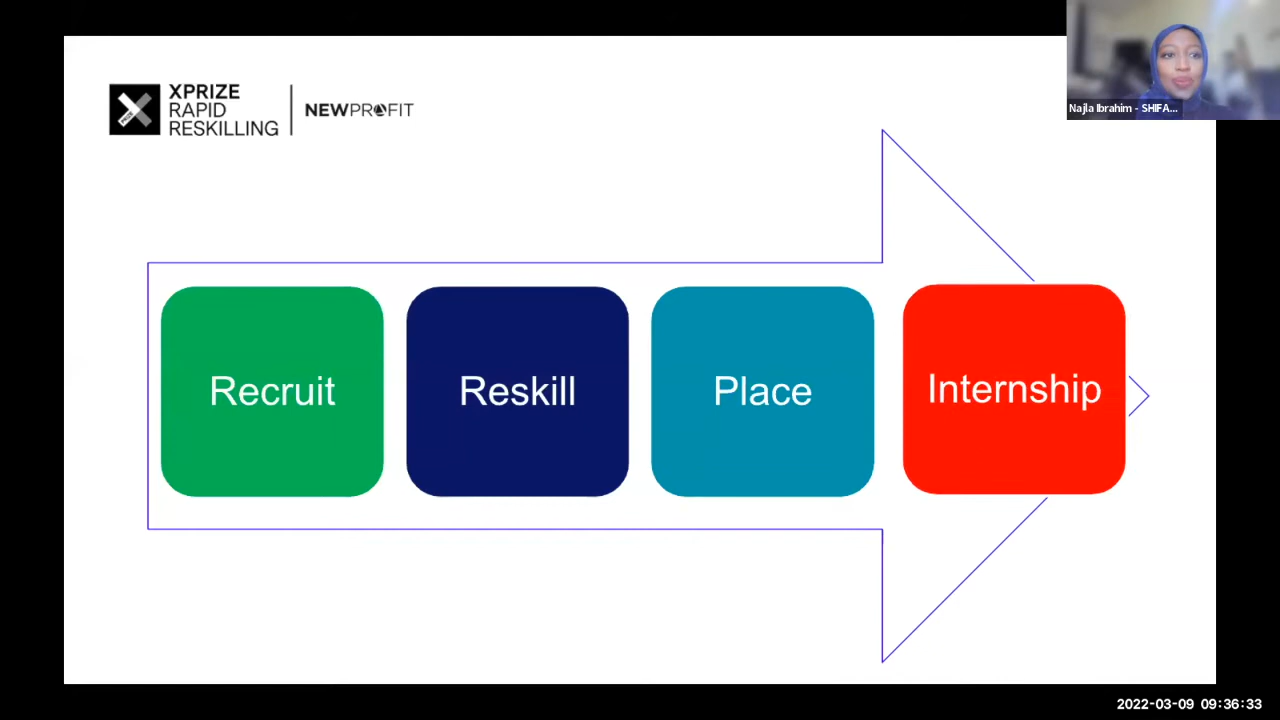 XPRIZE
RAPID
RESKILLING
NEWPROFIT
Najla Ibrahim - SHIFA...
Recruit
Reskill
Place
Internship
2022-03-09 09:36:33